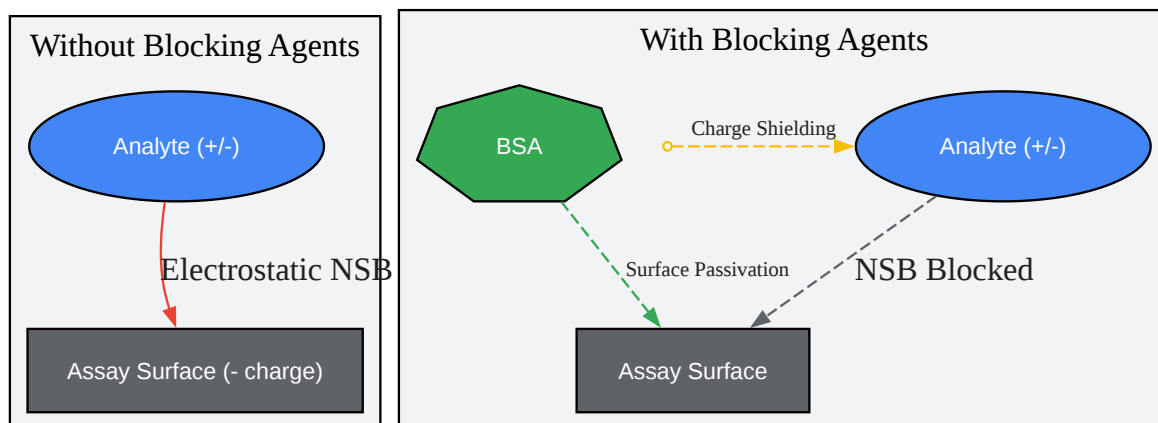 Without Blocking Agents
Analyte (+/-)
Electrostatic NSB
Assay Surface (- charge)
With Blocking Agents
BSA
Charge Shielding
Analyte (+/-)
Surface Passivation
NSB Blocked
Assay Surface